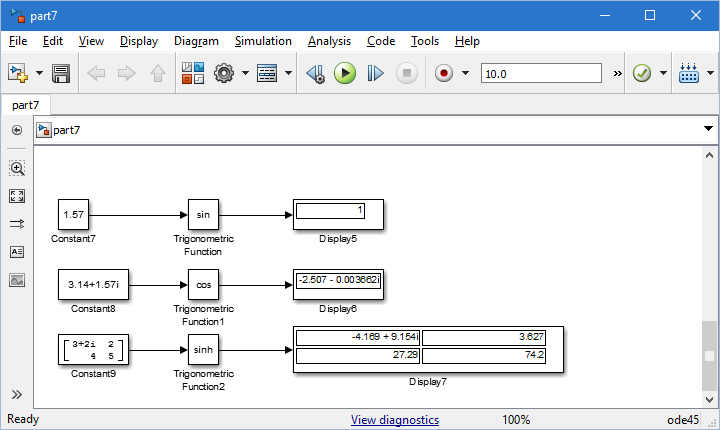 part7
File Edit View Display Diagram Simulation Analysis Code Tools Help
10.0 »
part7
part7
1.57 sin 1
Constant7 Trigonometric Display5
Function
3.14+1.57i cos -2.507 - 0.003662i
Constant8 Trigonometric Display6
Function1
3+2i 2 sinh -4.169 + 9.154i 3.627
4 5 27.29 74.2
Constant9 Trigonometric Display7
Function2
Ready View diagnostics 100% ode45